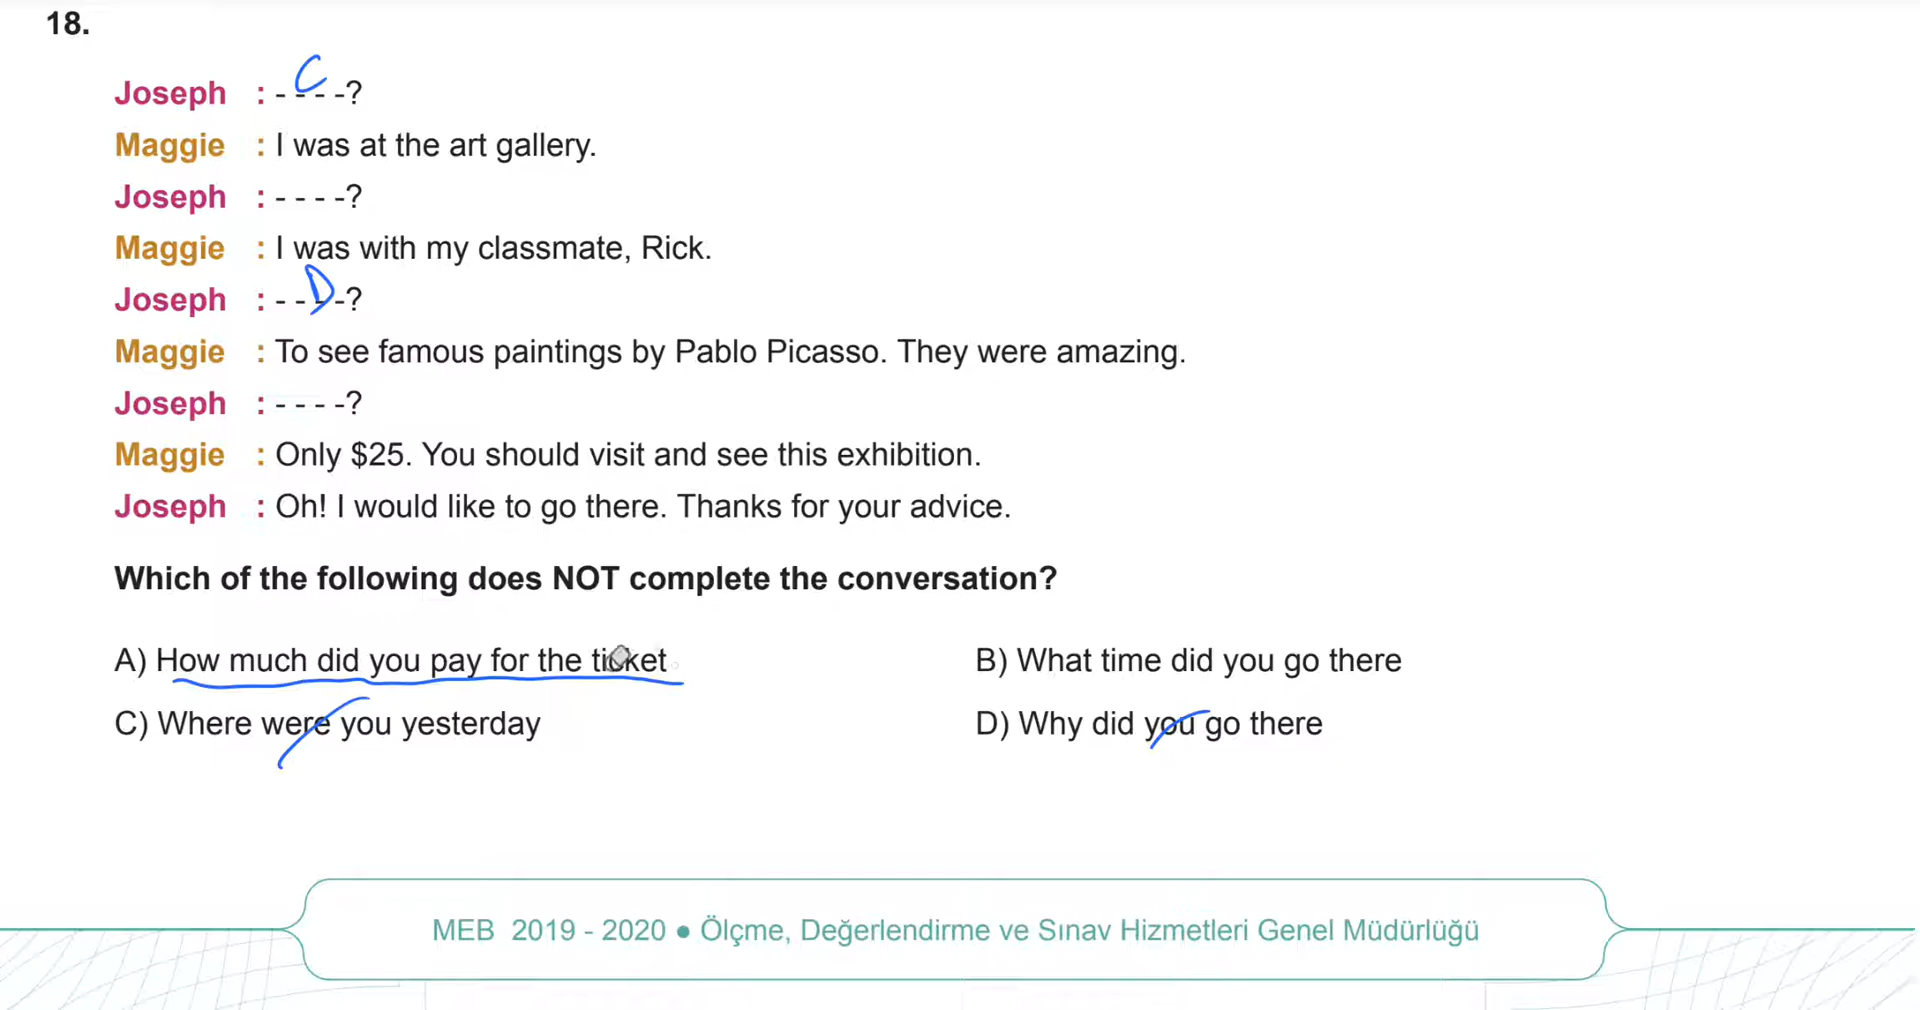 18.
C
Joseph : - - - -?
Maggie : I was at the art gallery.
Joseph : - - - -?
Maggie : I was with my classmate, Rick.
D
Joseph : - - - -?
Maggie : To see famous paintings by Pablo Picasso. They were amazing.
Joseph : - - - -?
Maggie : Only $25. You should visit and see this exhibition.
Joseph : Oh! I would like to go there. Thanks for your advice.
Which of the following does NOT complete the conversation?
A) How much did you pay for the ticket
B) What time did you go there
C) Where were you yesterday
D) Why did you go there
MEB 2019 - 2020 ● Ölçme, Değerlendirme ve Sınav Hizmetleri Genel Müdürlüğü